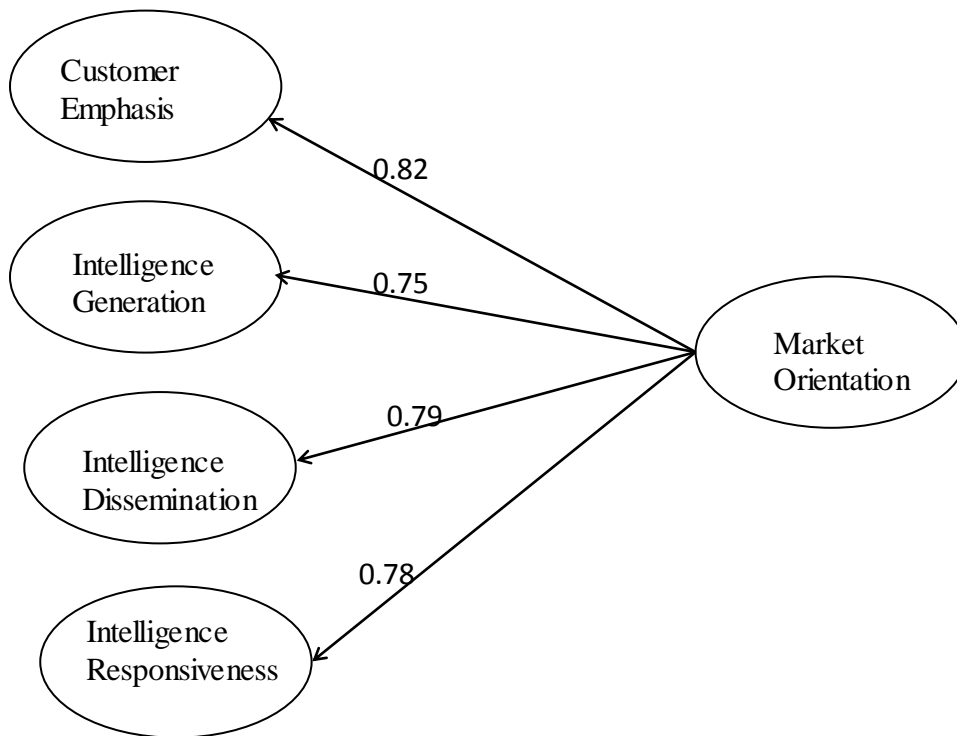 Customer
Emphasis
0.82
Intelligence
Generation
0.75
Market
Orientation
0.79
Intelligence
Dissemination
0.78
Intelligence
Responsiveness